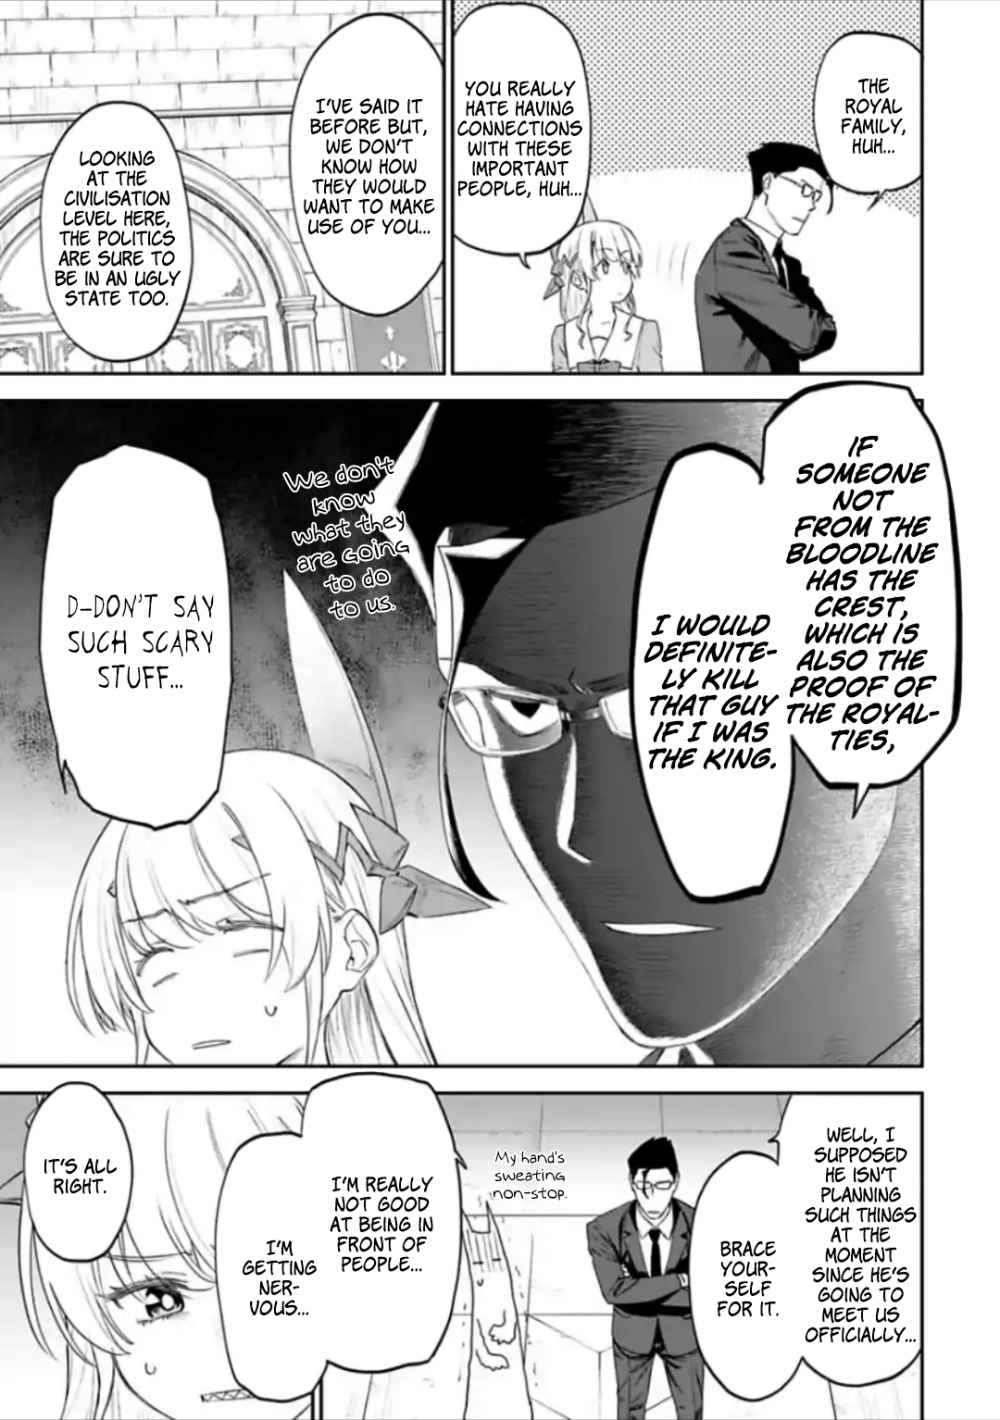 THE
ROYAL
FAMILY,
HUH...
YOU REALLY
HATE HAVING
CONNECTIONS
WITH THESE
IMPORTANT
PEOPLE, HUH...
I'VE SAID IT
BEFORE BUT,
WE DON'T
KNOW HOW
THEY WOULD
WANT TO MAKE
USE OF YOU...
LOOKING
AT THE
CIVILISATION
LEVEL HERE,
THE POLITICS
ARE SURE TO
BE IN AN UGLY
STATE TOO.
IF
SOMEONE
NOT
FROM THE
BLOODLINE
HAS THE
CREST,
WHICH IS
ALSO THE
PROOF OF
THE ROYAL-
TIES,
I WOULD
DEFINITE-
LY KILL
THAT GUY
IF I WAS
THE KING.
We don't
know
what they
are going
to do
to us.
D-DON'T SAY
SUCH SCARY
STUFF...
WELL, I
SUPPOSED
HE ISN'T
PLANNING
SUCH THINGS
AT THE
MOMENT
SINCE HE'S
GOING TO
MEET US
OFFICIALLY...
BRACE
YOUR-
SELF
FOR IT.
My hand's
sweating
non-stop.
I'M REALLY
NOT GOOD
AT BEING IN
FRONT OF
PEOPLE...
I'M
GETTING
NER-
VOUS...
IT'S ALL
RIGHT.